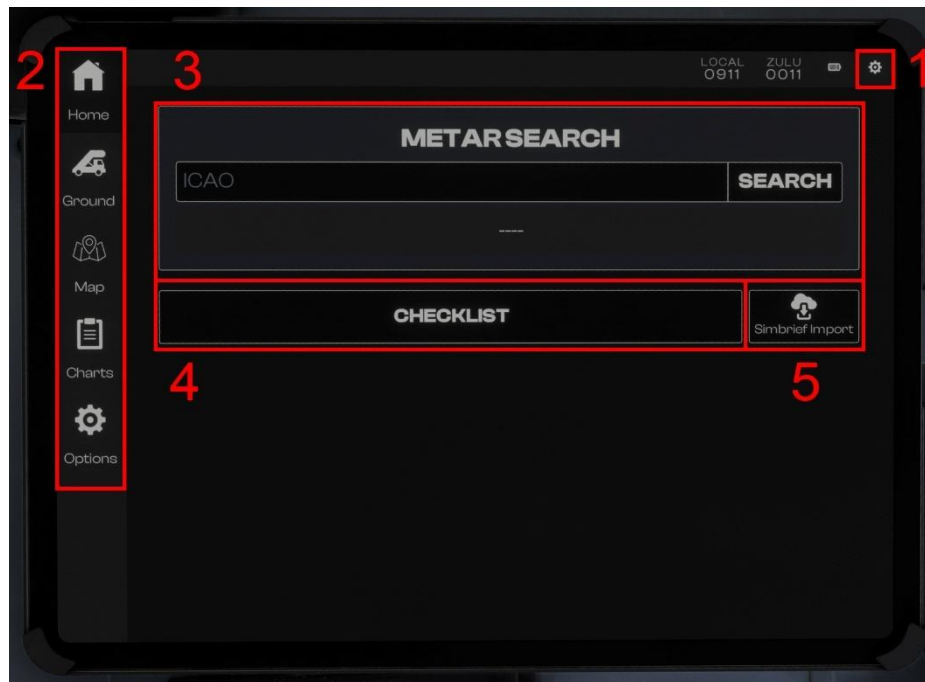 2
3
LOCAL ZULU
0911 0011
1
Home
Ground
Map
Charts
Options
METAR SEARCH
ICAO
SEARCH
----
CHECKLIST
Simbrief Import
4
5